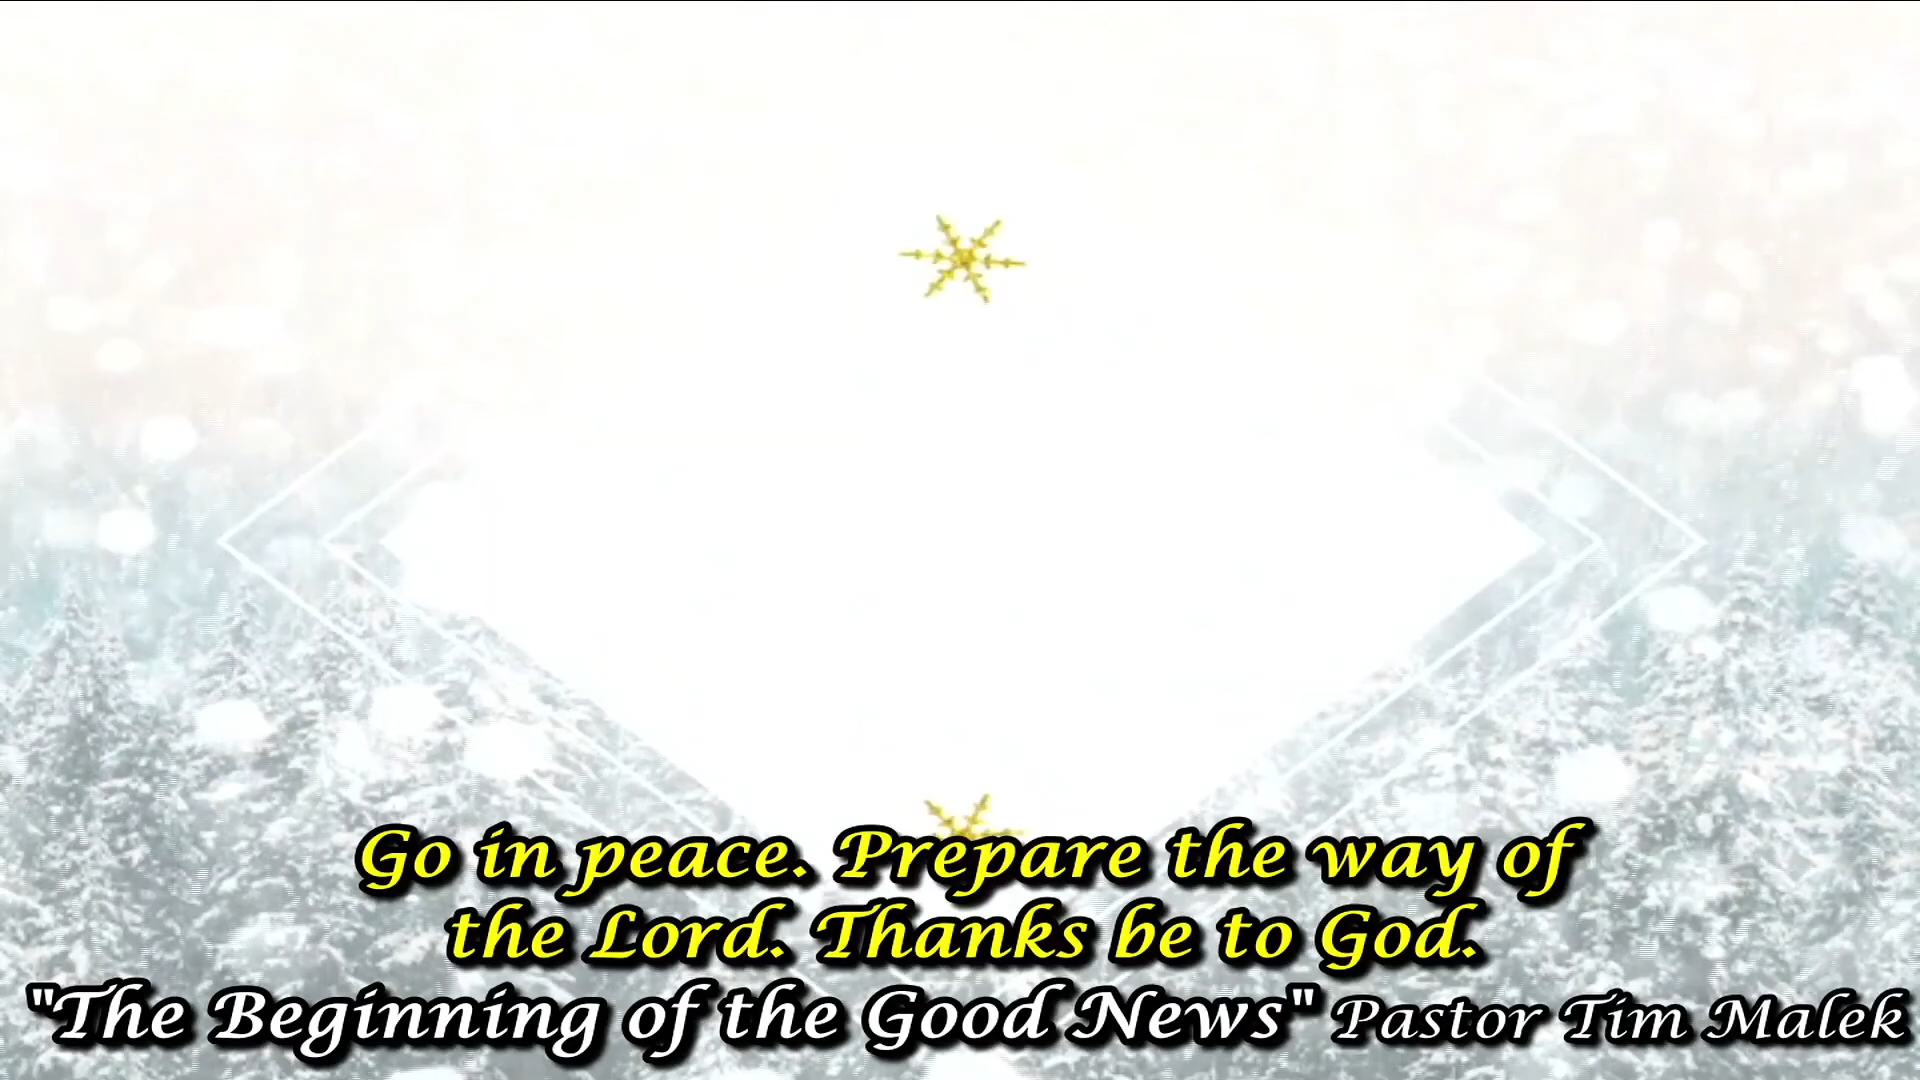 Go in peace. Prepare the way of
the Lord. Thanks be to God.
"The Beginning of the Good News" Pastor Tim Malek